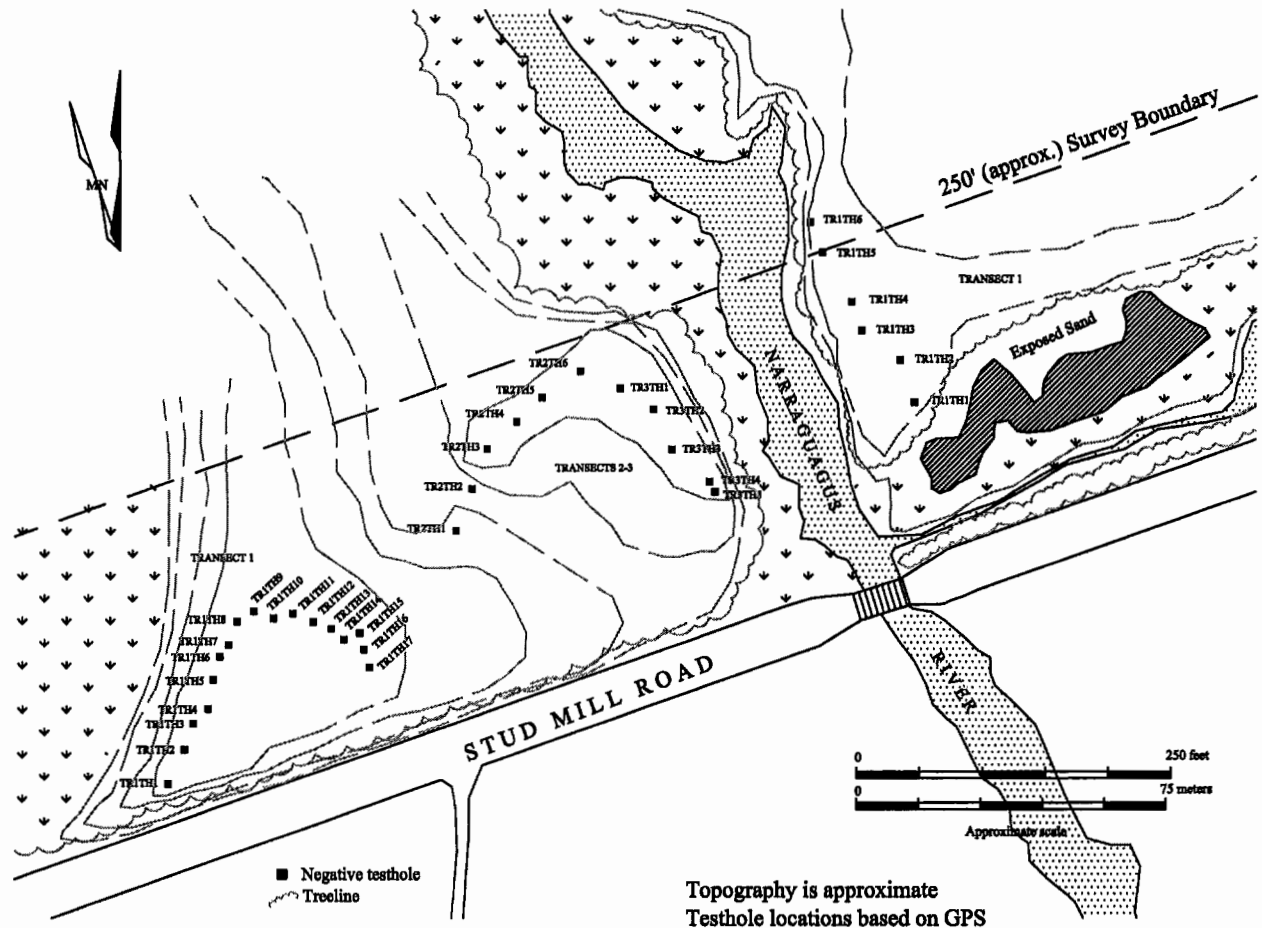 MN
250' (approx.) Survey Boundary
TR1TH6
TR1TH5
TRANSECT 1
TR1TH4
TR1TH3
TR1TH2
TR1TH1
Exposed Sand
NARRAGUAGUS
RIVER
TR2TH6
TR2TH5
TR2TH4
TR2TH3
TR2TH2
TR2TH1
TR3TH1
TR3TH2
TR3TH3
TR3TH4
TR3TH5
TRANSECTS 2-3
TRANSECT 1
TR1TH9
TR1TH10
TR1TH11
TR1TH12
TR1TH13
TR1TH14
TR1TH15
TR1TH16
TR1TH17
TR1TH8
TR1TH7
TR1TH6
TR1TH5
TR1TH4
TR1TH3
TR1TH2
TR1TH1
STUD MILL ROAD
0 250 feet
0 75 meters
Approximate scale
Negative testhole
Treeline
Topography is approximate
Testhole locations based on GPS